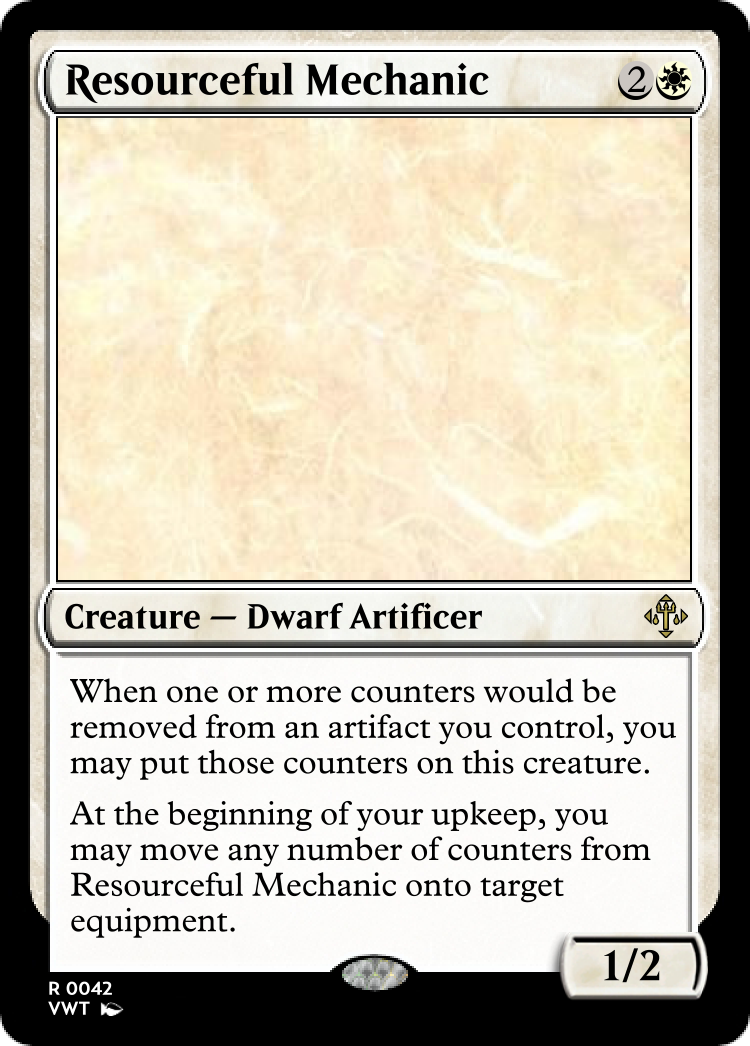 Resourceful Mechanic 2
Creature — Dwarf Artificer
When one or more counters would be
removed from an artifact you control, you
may put those counters on this creature.
At the beginning of your upkeep, you
may move any number of counters from
Resourceful Mechanic onto target
equipment.
1/2
R 0042
VWT